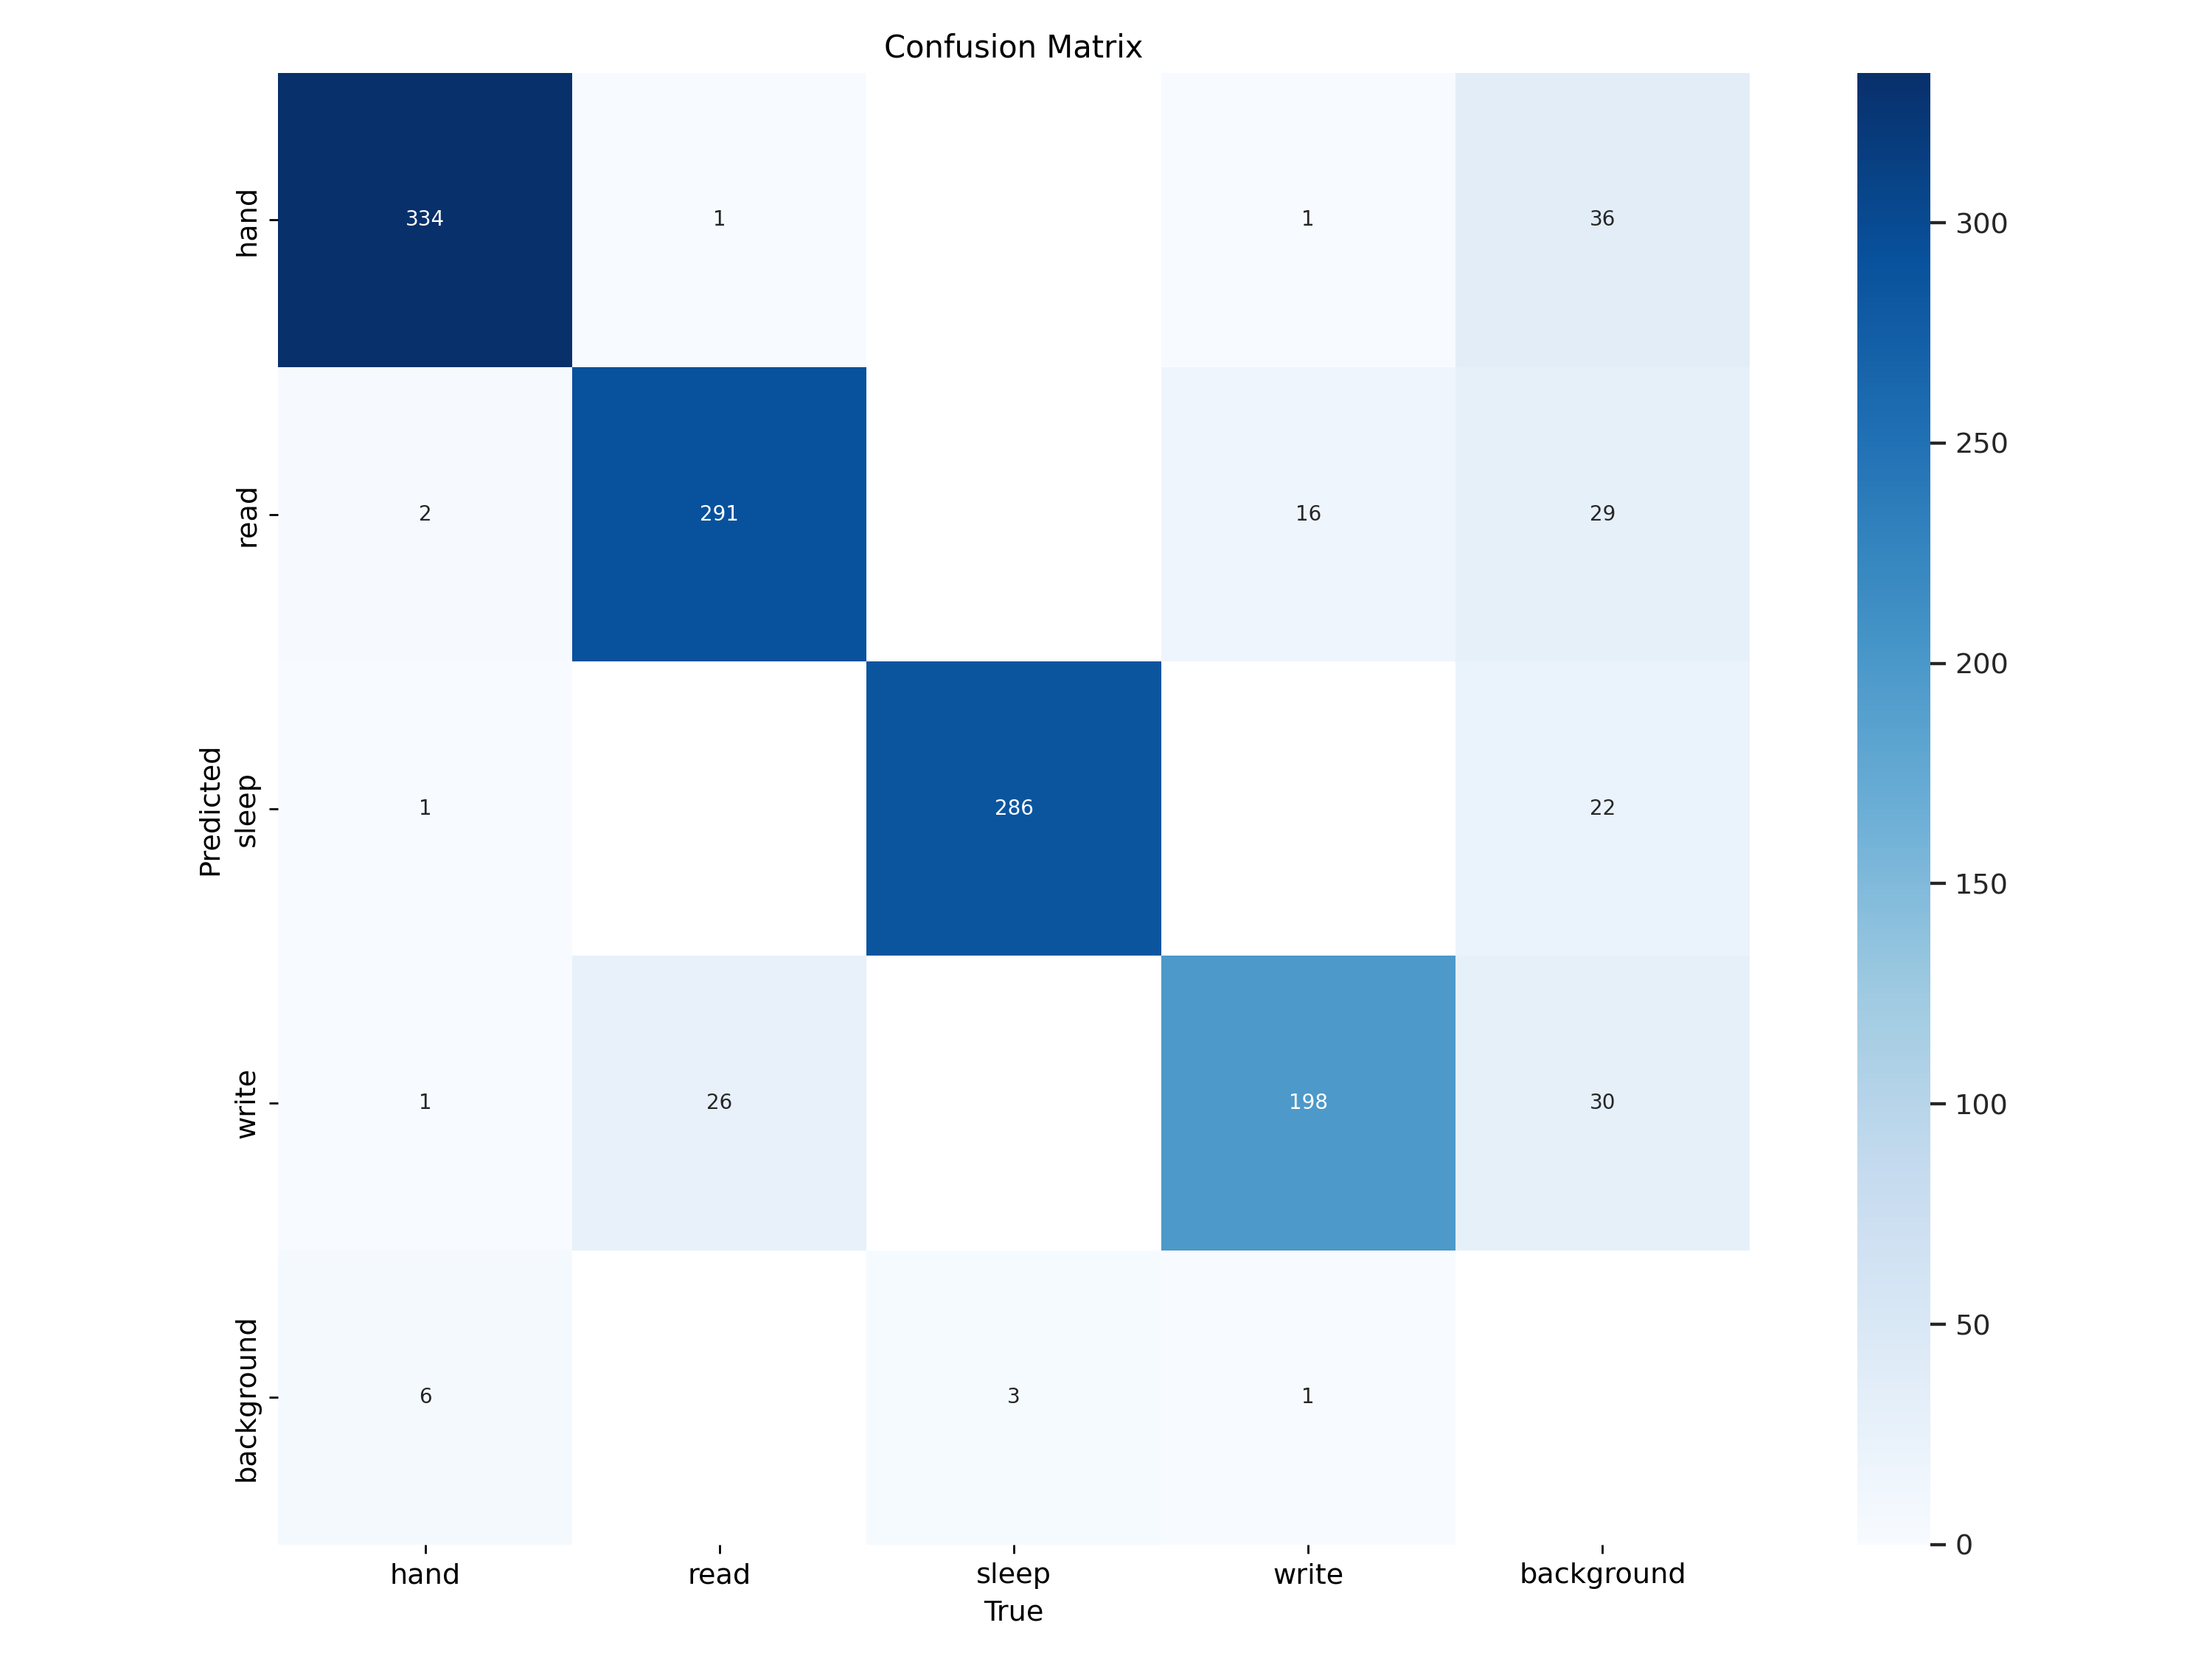 Confusion Matrix
hand
334
1
1
36
read
2
291
16
29
sleep
1
286
22
write
1
26
198
30
background
6
3
1
Predicted
hand
read
sleep
write
background
True
300
250
200
150
100
50
0